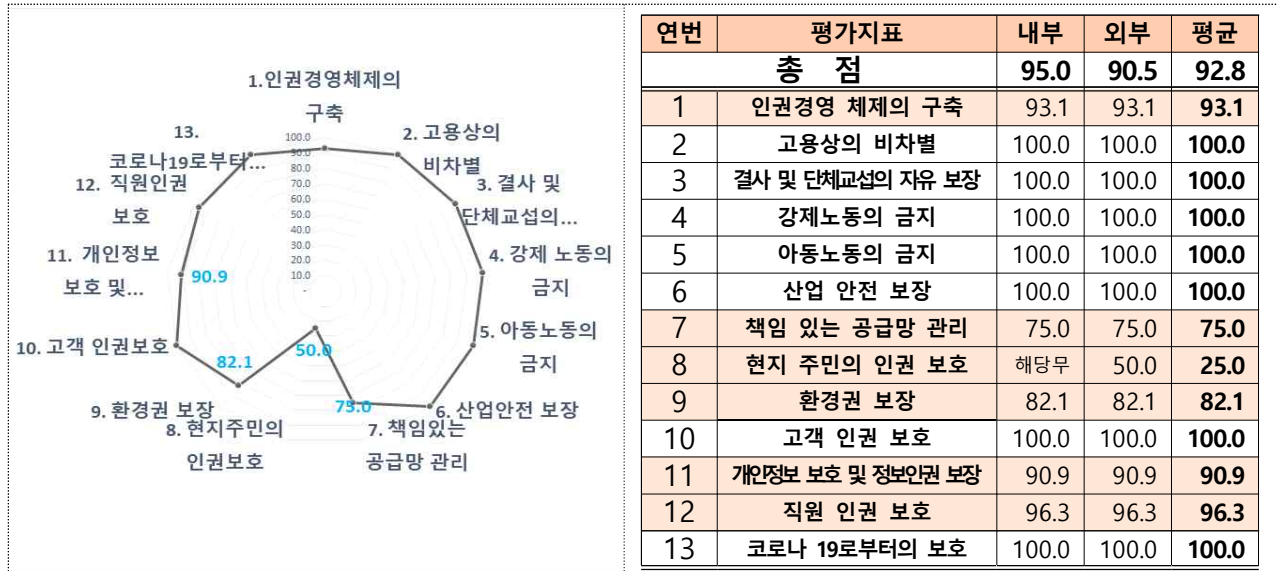 1.인권경영체제의
구축
2. 고용상의
비차별
3. 결사 및
단체교섭의...
4. 강제 노동의
금지
5. 아동노동의
금지
6. 산업안전 보장
7. 책임있는
공급망 관리
8. 현지주민의
인권보호
9. 환경권 보장
10. 고객 인권보호
11. 개인정보
보호 및...
12. 직원인권
보호
13.
코로나19로부터...
100.0
90.0
80.0
70.0
60.0
50.0
40.0
30.0
20.0
10.0
-
90.9
82.1
50.0
75.0
연번 평가지표 내부 외부 평균
총 점 95.0 90.5 92.8
1 인권경영 체제의 구축 93.1 93.1 93.1
2 고용상의 비차별 100.0 100.0 100.0
3 결사 및 단체교섭의 자유 보장 100.0 100.0 100.0
4 강제노동의 금지 100.0 100.0 100.0
5 아동노동의 금지 100.0 100.0 100.0
6 산업 안전 보장 100.0 100.0 100.0
7 책임 있는 공급망 관리 75.0 75.0 75.0
8 현지 주민의 인권 보호 해당무 50.0 25.0
9 환경권 보장 82.1 82.1 82.1
10 고객 인권 보호 100.0 100.0 100.0
11 개인정보 보호 및 정보인권 보장 90.9 90.9 90.9
12 직원 인권 보호 96.3 96.3 96.3
13 코로나 19로부터의 보호 100.0 100.0 100.0